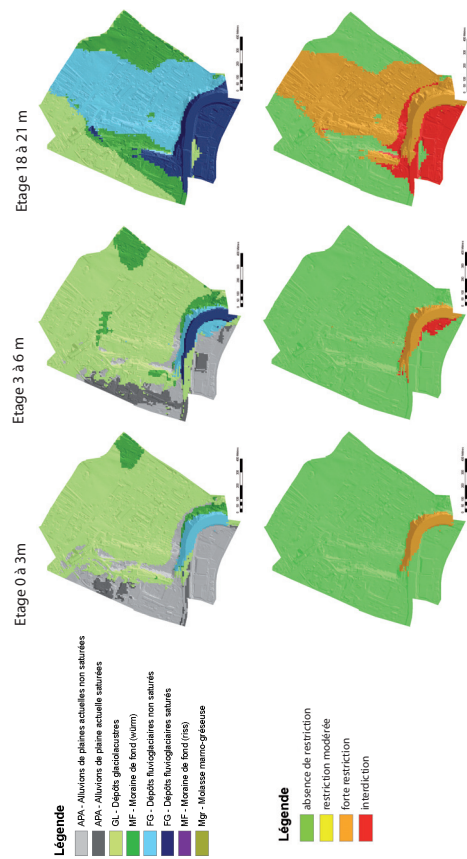 Etage 0 à 3m
Etage 3 à 6 m
Etage 18 à 21 m
Légende
APA - Alluvions de plaines actuelles non saturées
APA - Alluvions de plaine actuelle saturées
GL - Dépôts glaciolacustres
MF - Moraine de fond (würm)
FG - Dépôts fluvioglaciaires non saturés
FG - Dépôts fluvioglaciaires saturés
MF - Moraine de fond (riss)
Mgr - Molasse marno-gréseuse
Légende
absence de restriction
restriction modérée
forte restriction
interdiction